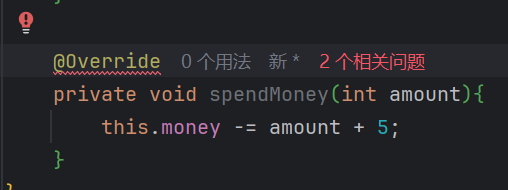 }
@Override 0 个用法 新 * 2 个相关问题
private void spendMoney(int amount){
this.money -= amount + 5;
}
}